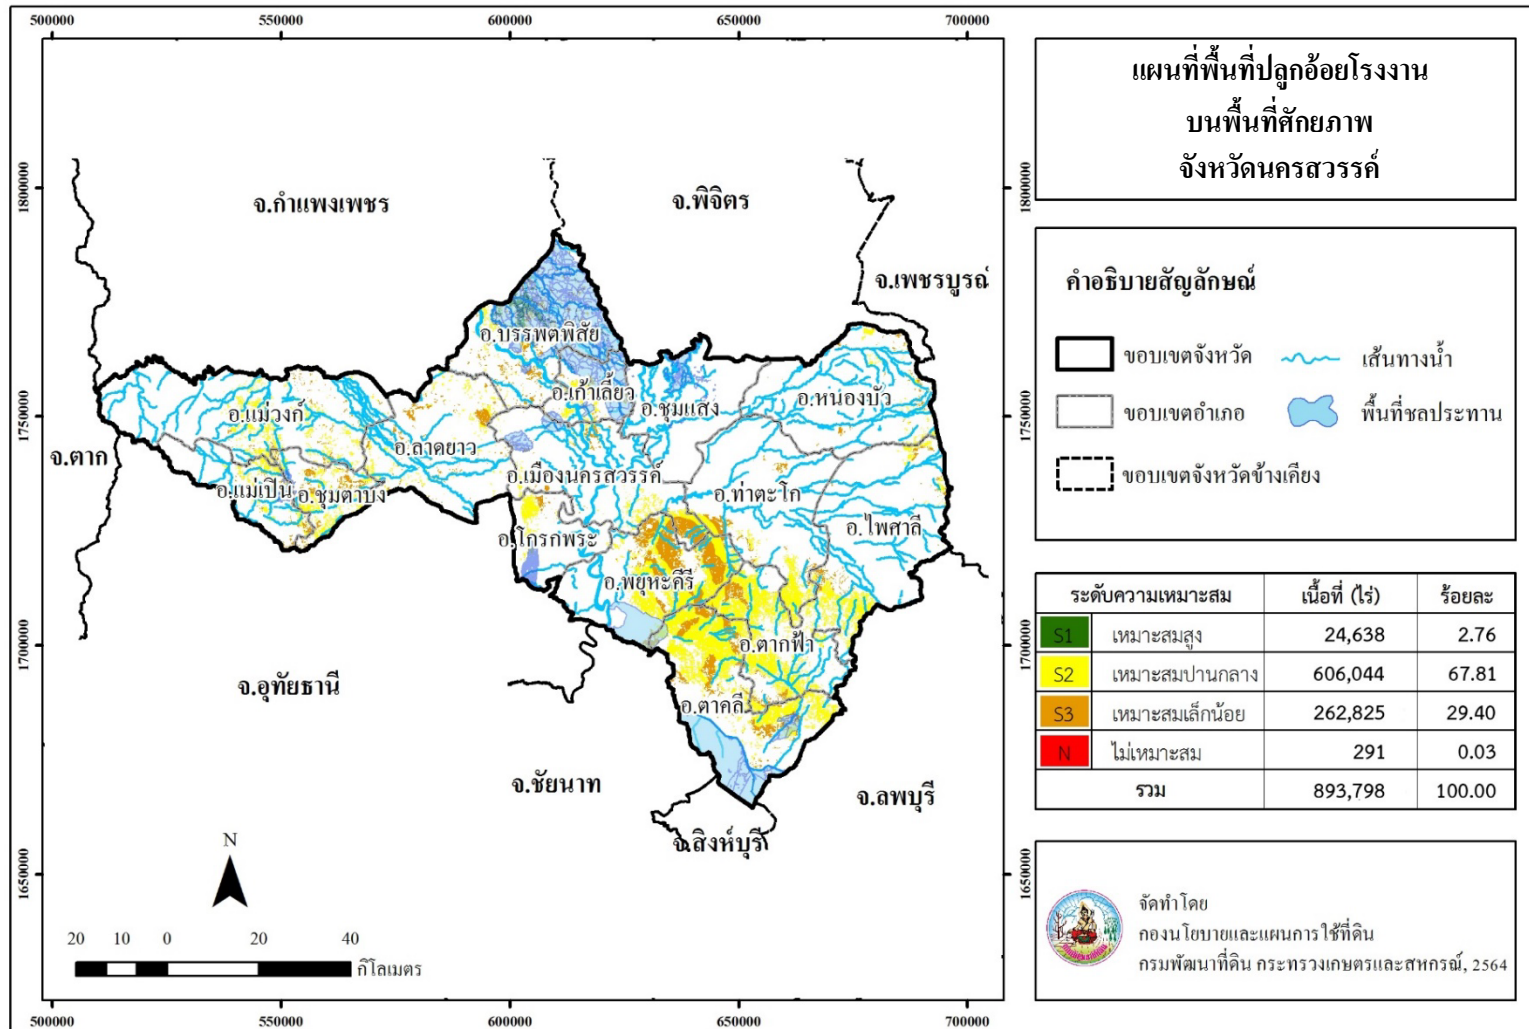 500000 550000 600000 650000 700000
แผนที่พื้นที่ปลูกอ้อยโรงงาน
บนพื้นที่ศักยภาพ
จังหวัดนครสวรรค์
1800000
1750000
1700000
1650000
1800000
1750000
1700000
1650000
จ.กำแพงเพชร
จ.พิจิตร
จ.เพชรบูรณ์
อ.บรรพตพิสัย
อ.เก้าเลี้ยว
อ.ชุมแสง
อ.หนองบัว
อ.แม่วงก์
อ.ลาดยาว
จ.ตาก
อ.เมืองนครสวรรค์
อ.แม่เปิน
อ.ชุมตาบง
อ.ท่าตะโก
อ.ไพศาลี
อ.โกรกพระ
อ.พยุหะคีรี
อ.ตากฟ้า
จ.อุทัยธานี
อ.ตาคลี
จ.ชัยนาท
จ.ลพบุรี
จ.สิงห์บุรี
N
20 10 0 20 40
กิโลเมตร
500000 550000 600000 650000 700000
คำอธิบายสัญลักษณ์
ขอบเขตจังหวัด เส้นทางน้ำ
ขอบเขตอำเภอ พื้นที่ชลประทาน
ขอบเขตจังหวัดข้างเคียง
ระดับความเหมาะสม เนื้อที่ (ไร่) ร้อยละ
S1 เหมาะสมสูง 24,638 2.76
S2 เหมาะสมปานกลาง 606,044 67.81
S3 เหมาะสมเล็กน้อย 262,825 29.40
N ไม่เหมาะสม 291 0.03
รวม 893,798 100.00
จัดทำโดย
กองนโยบายและแผนการใช้ที่ดิน
กรมพัฒนาที่ดิน กระทรวงเกษตรและสหกรณ์, 2564